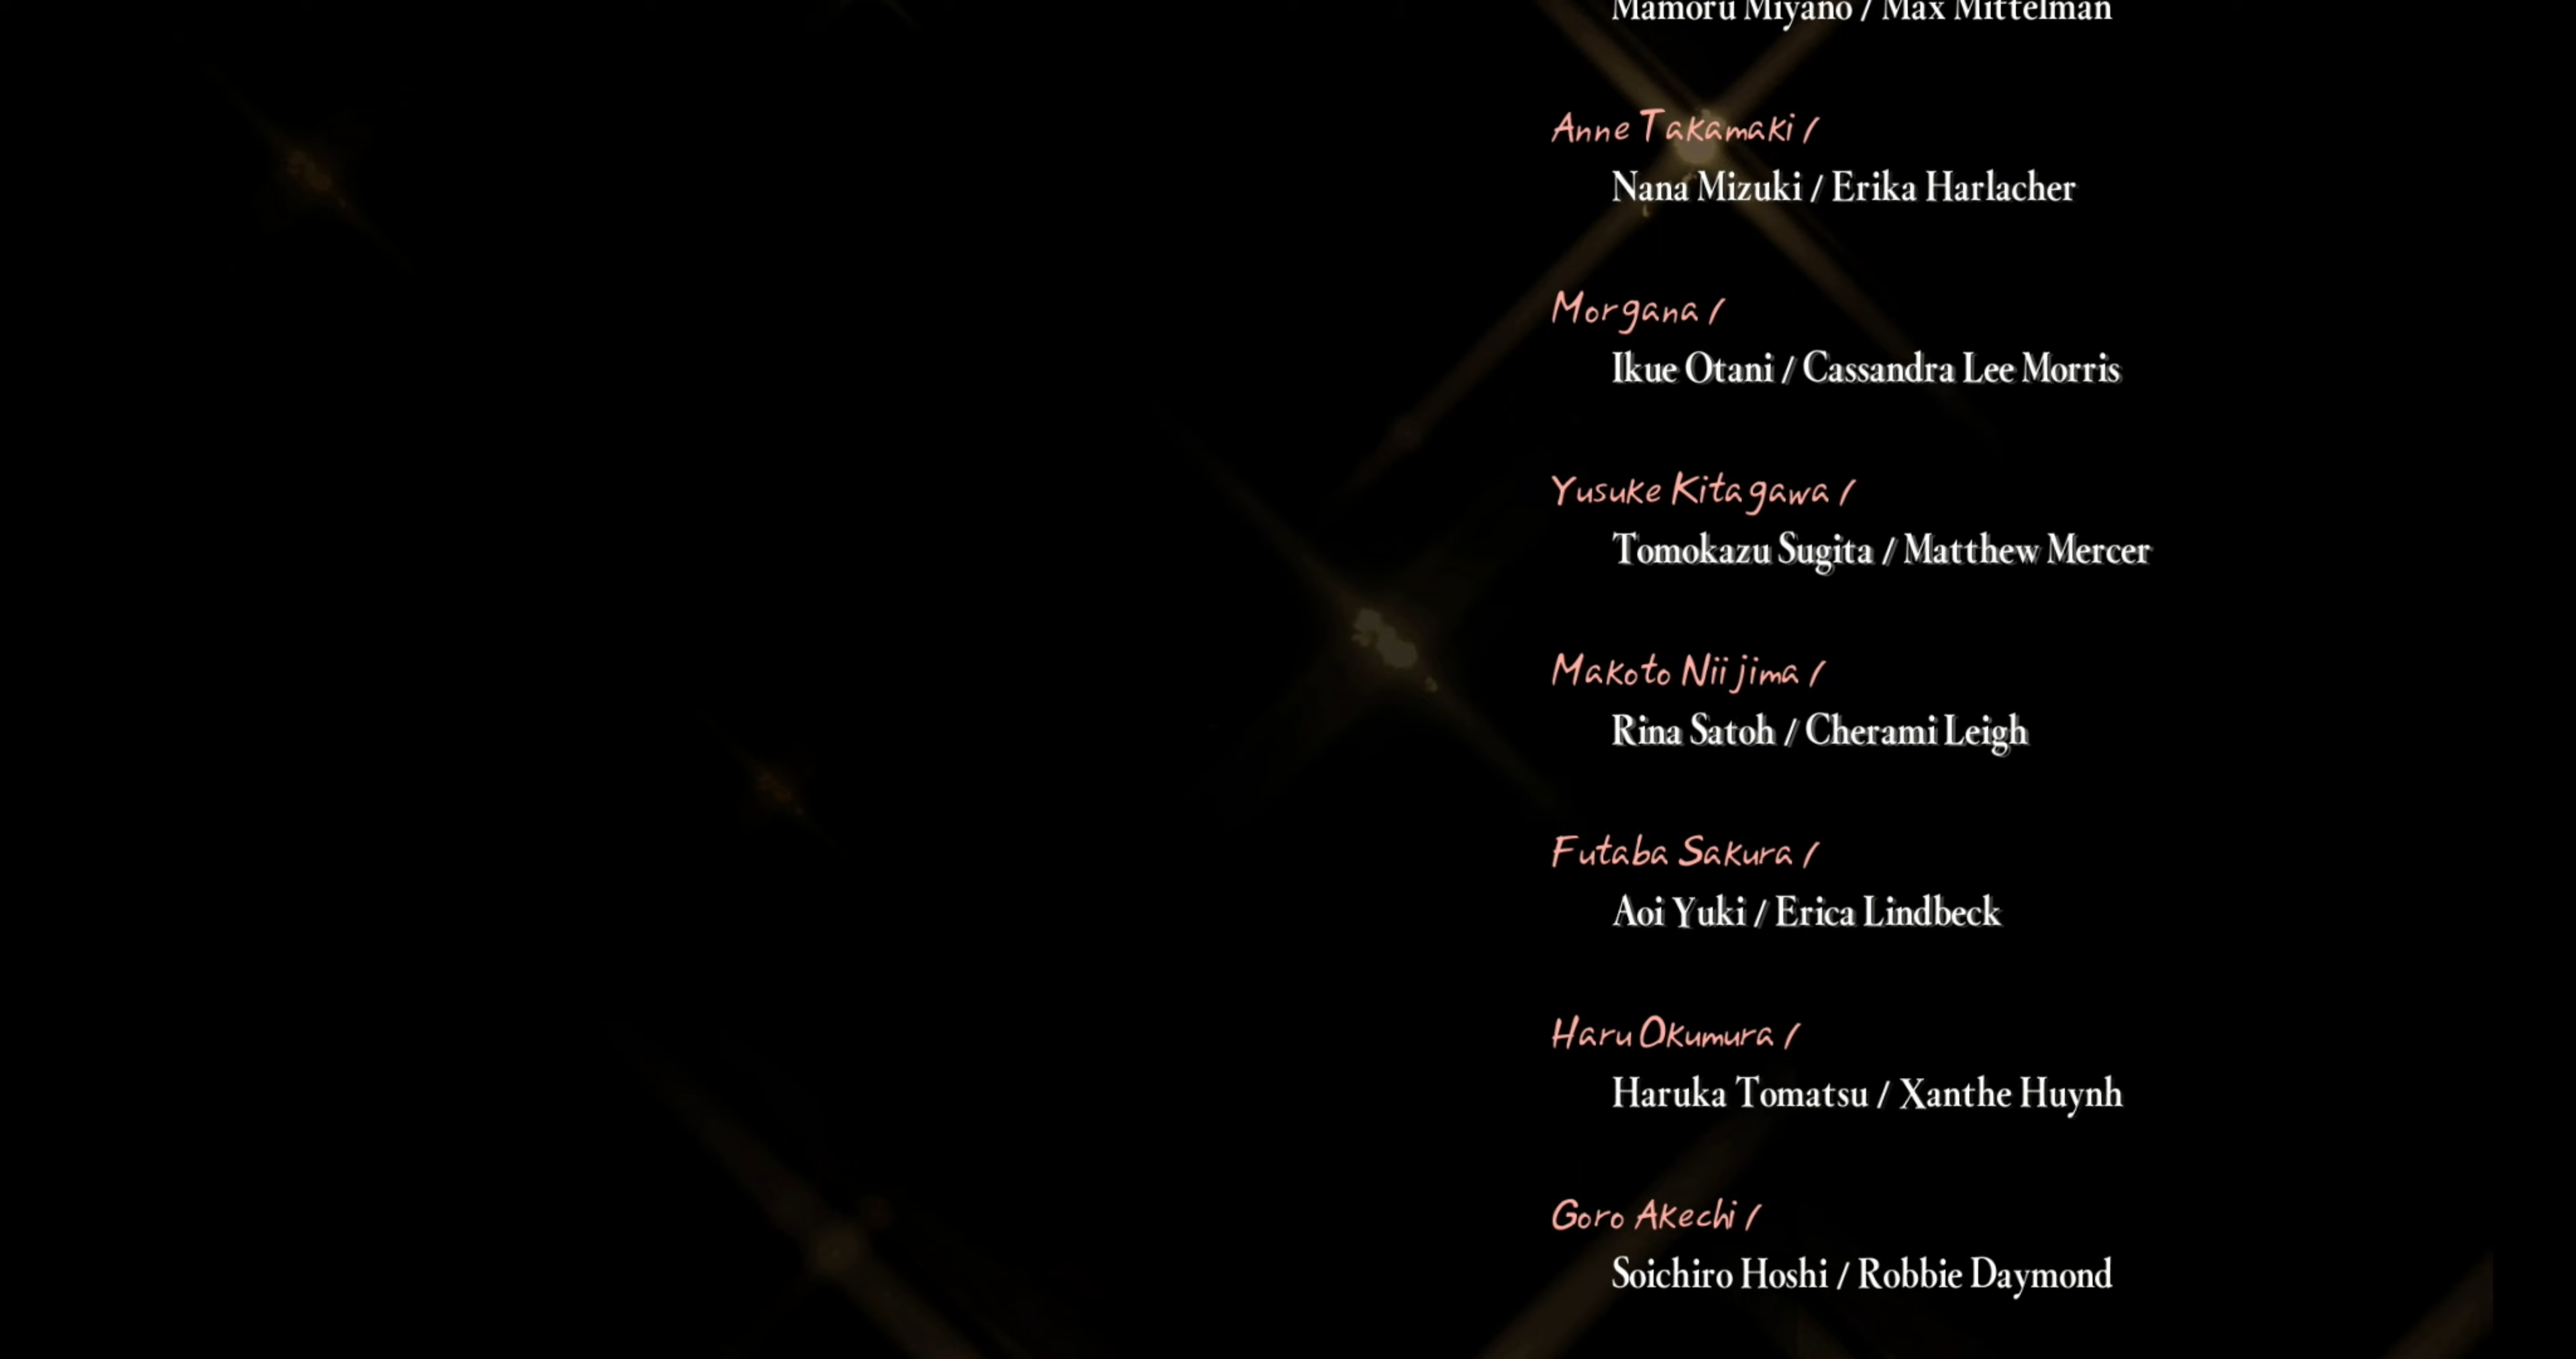 Mamoru Miyano / Max Mittelman
Anne Takamaki /
Nana Mizuki / Erika Harlacher
Morgana /
Ikue Otani / Cassandra Lee Morris
Yusuke Kitagawa /
Tomokazu Sugita / Matthew Mercer
Makoto Niijima /
Rina Satoh / Cherami Leigh
Futaba Sakura /
Aoi Yuki / Erica Lindbeck
Haru Okumura /
Haruka Tomatsu / Xanthe Huynh
Goro Akechi /
Soichiro Hoshi / Robbie Daymond